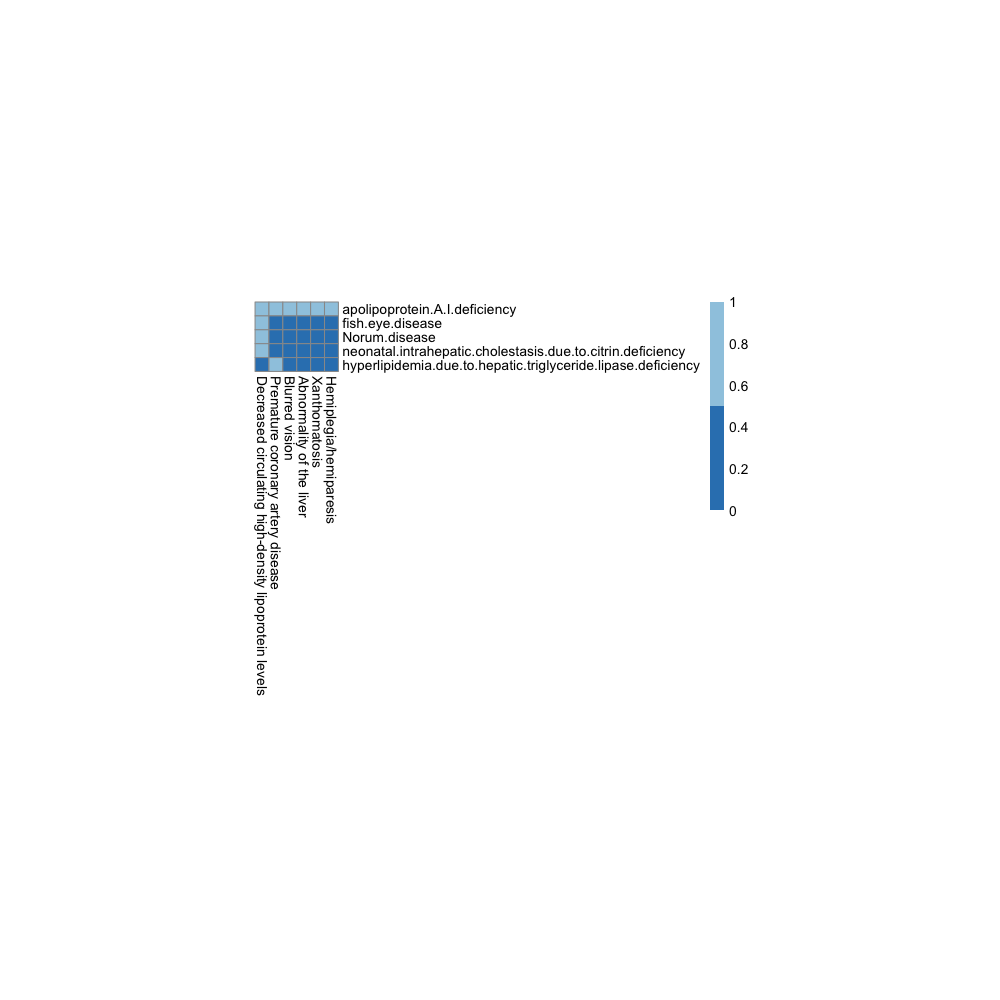 apolipoprotein.A.I.deficiency
fish.eye.disease
Norum.disease
neonatal.intrahepatic.cholestasis.due.to.citrin.deficiency
hyperlipidemia.due.to.hepatic.triglyceride.lipase.deficiency
Decreased circulating high-density lipoprotein levels
Premature coronary artery disease
Blurred vision
Abnormality of the liver
Xanthomatosis
Hemiplegia/hemiparesis
1
0.8
0.6
0.4
0.2
0